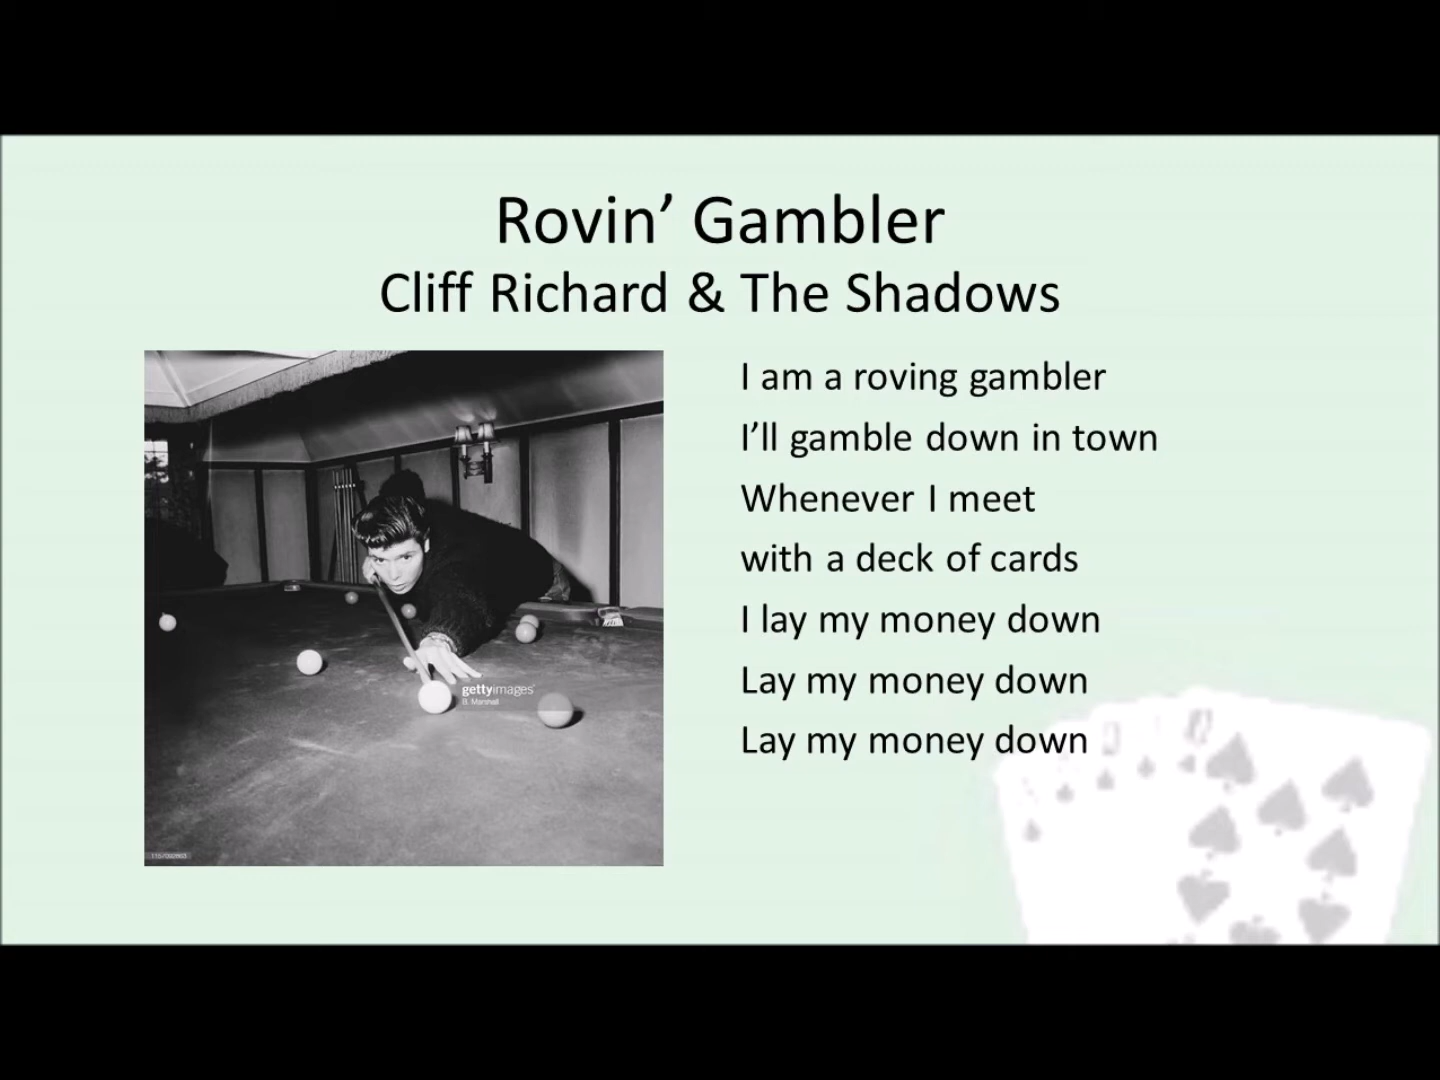 Rovin’ Gambler
Cliff Richard & The Shadows
I am a roving gambler
I’ll gamble down in town
Whenever I meet
with a deck of cards
I lay my money down
Lay my money down
Lay my money down
gettyimages®
B. Marshall